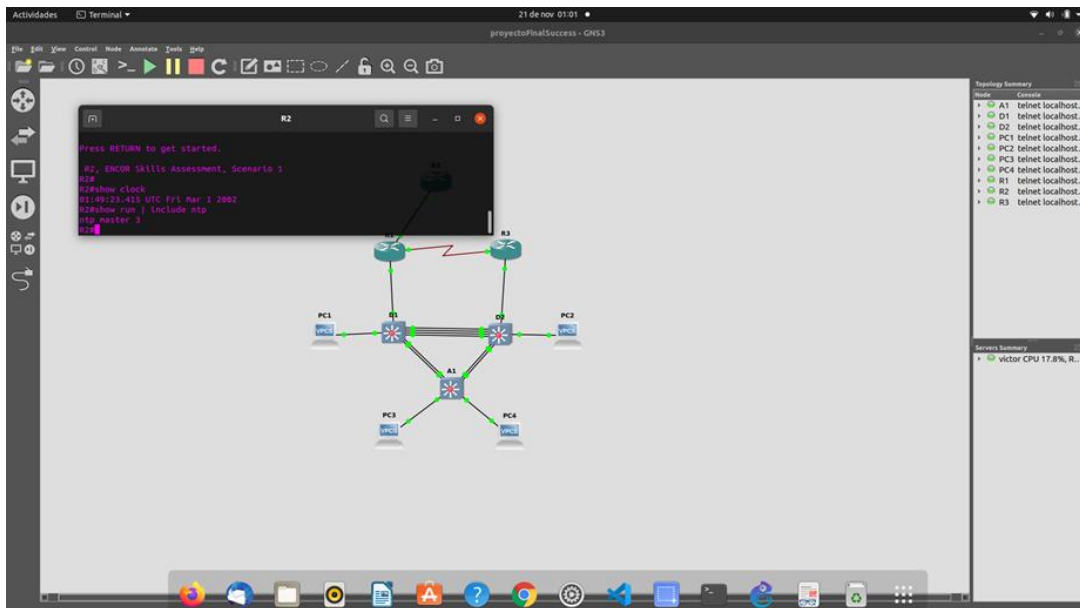 Actividades
Terminal
21 de nov 01:01
proyectoFinalSuccess - GNS3
File Edit View Control Node Annotate Tools Help
R2
Press RETURN to get started.
R2, ENCOR Skills Assessment, Scenario 1
R2#
R2#show clock
01:49:23.415 UTC Fri Mar 1 2002
R2#show run | include ntp
ntp master 3
R2#
R3
D1
D2
PC1
VPCS
PC2
VPCS
A1
PC3
VPCS
PC4
VPCS
Topology Summary
Node Console
A1 telnet localhost.
D1 telnet localhost.
D2 telnet localhost.
PC1 telnet localhost.
PC2 telnet localhost.
PC3 telnet localhost.
PC4 telnet localhost.
R1 telnet localhost.
R2 telnet localhost.
R3 telnet localhost.
Servers Summary
victor CPU 17.8%, R...